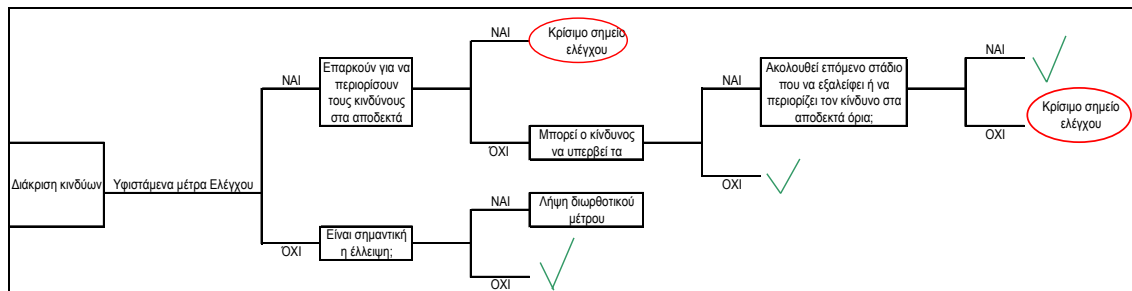 Διάκριση κινδύων
Υφιστάμενα μέτρα Ελέγχου
ΝΑΙ
Επαρκούν για να
περιορίσουν
τους κινδύνους
στα αποδεκτά
ΝΑΙ
Κρίσιμο σημείο
ελέγχου
ΌΧΙ
Μπορεί ο κίνδυνος
να υπερβεί τα
ΝΑΙ
Ακολουθεί επόμενο στάδιο
που να εξαλείφει ή να
περιορίζει τον κίνδυνο στα
αποδεκτά όρια;
ΝΑΙ
ΟΧΙ
Κρίσιμο σημείο
ελέγχου
ΟΧΙ
ΌΧΙ
Είναι σημαντική
η έλλειψη;
ΝΑΙ
Λήψη διωρθοτικού
μέτρου
ΟΧΙ